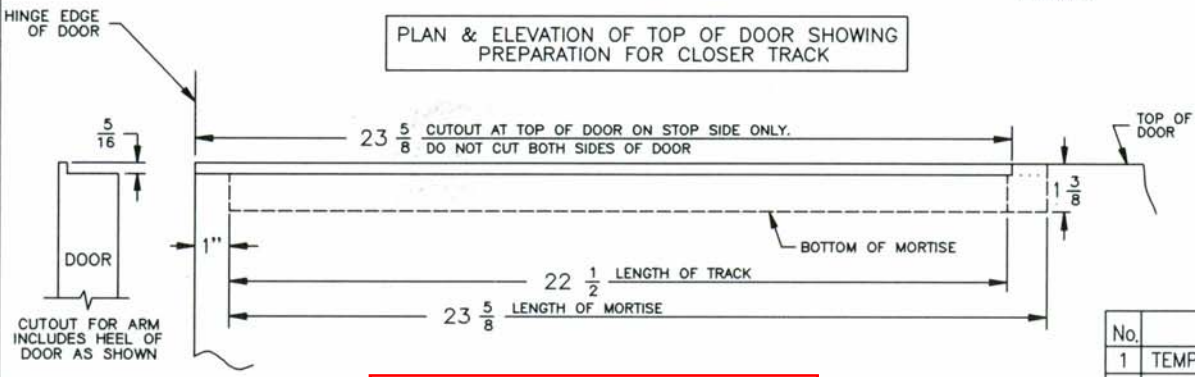 HINGE EDGE
OF DOOR
PLAN & ELEVATION OF TOP OF DOOR SHOWING
PREPARATION FOR CLOSER TRACK
5/16
23 5/8 CUTOUT AT TOP OF DOOR ON STOP SIDE ONLY.
DO NOT CUT BOTH SIDES OF DOOR
TOP OF
DOOR
1 3/8
1"
BOTTOM OF MORTISE
DOOR
22 1/2 LENGTH OF TRACK
23 5/8 LENGTH OF MORTISE
CUTOUT FOR ARM
INCLUDES HEEL OF
DOOR AS SHOWN
No.
1 TEMP